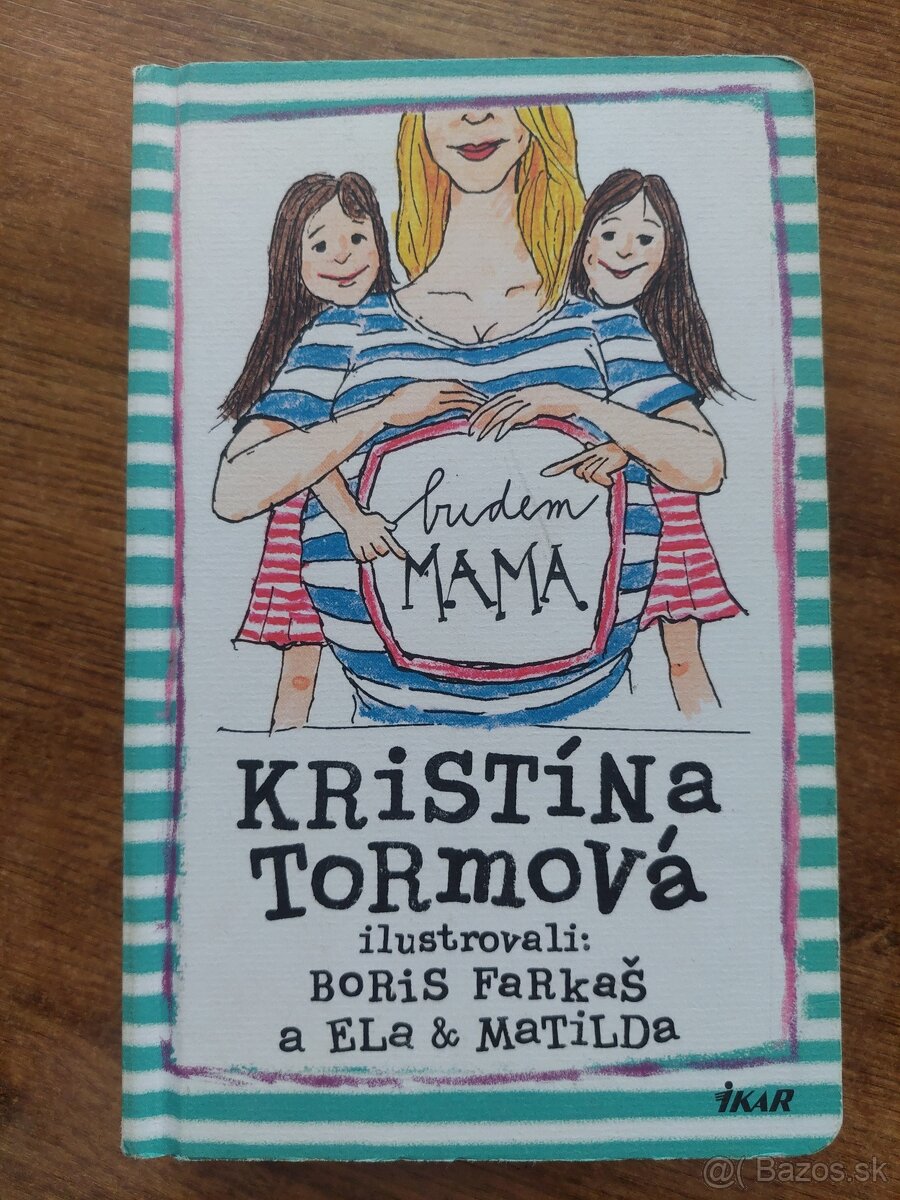 budem
MAMA
KRiSTÍNa
ToRmová
ilustrovali:
BoRiS FaRkaŠ
a ELa & MaTiLDa
iKAR
@( Bazos.sk